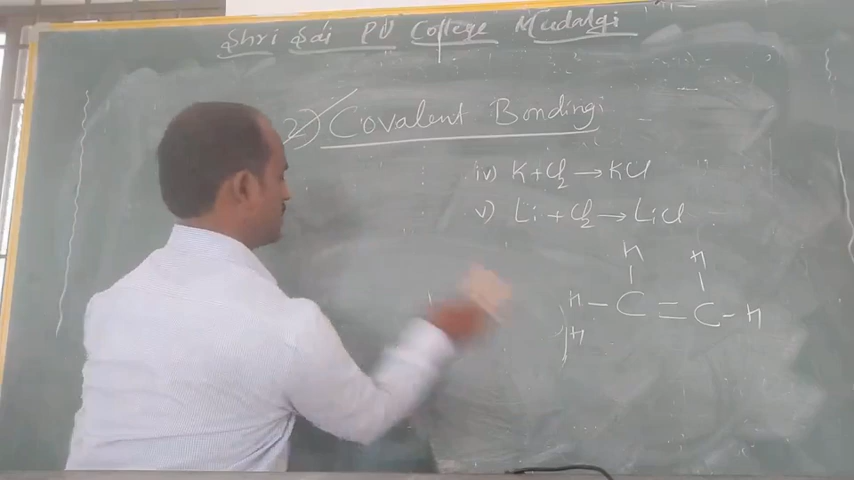 Shri Sai PU College Mudalgi
2) Covalent Bonding:
iv) K + Cl₂ → KCl
v) Li + Cl₂ → LiCl
H H
H – C = C – H
H